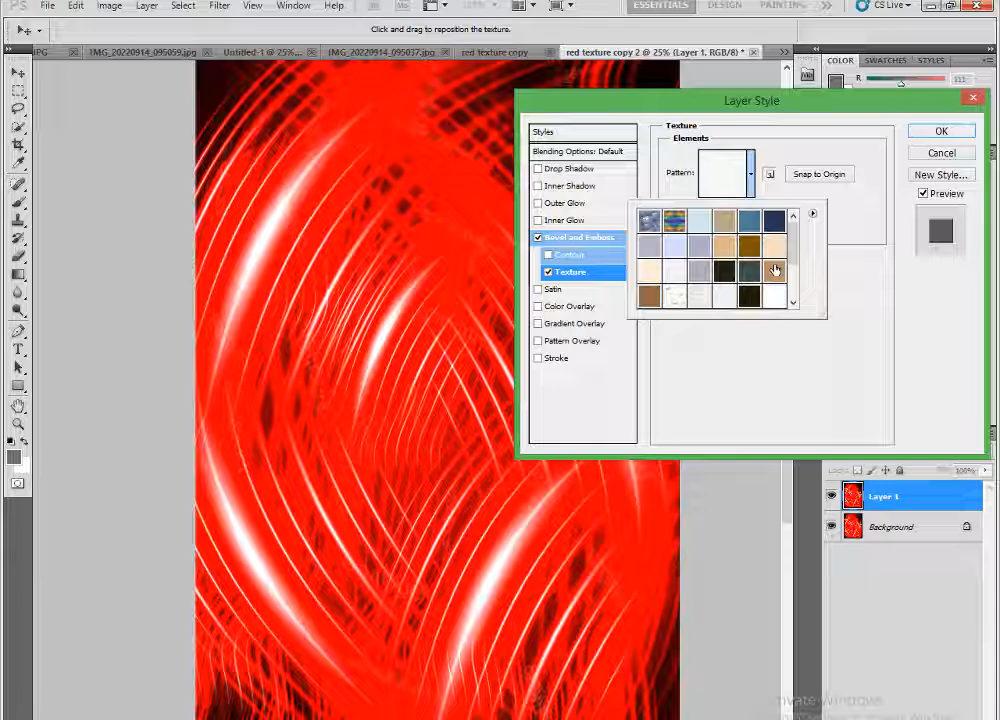 PS File Edit Image Layer Select Filter View Window Help
ESSENTIALS DESIGN PAINTING CS Live
Click and drag to reposition the texture.
JPG IMG_20220914_095059.jpg Untitled-1 @ 25%... IMG_20220914_095037.jpg red texture copy red texture copy 2 @ 25% (Layer 1, RGB/8) *
COLOR SWATCHES STYLES
R 111
Layer Style
Styles
Blending Options: Default
Drop Shadow
Inner Shadow
Outer Glow
Inner Glow
Bevel and Emboss
Contour
Texture
Satin
Color Overlay
Gradient Overlay
Pattern Overlay
Stroke
Texture
Elements
Pattern:
Snap to Origin
OK
Cancel
New Style...
Preview
100%
Layer 1
Background